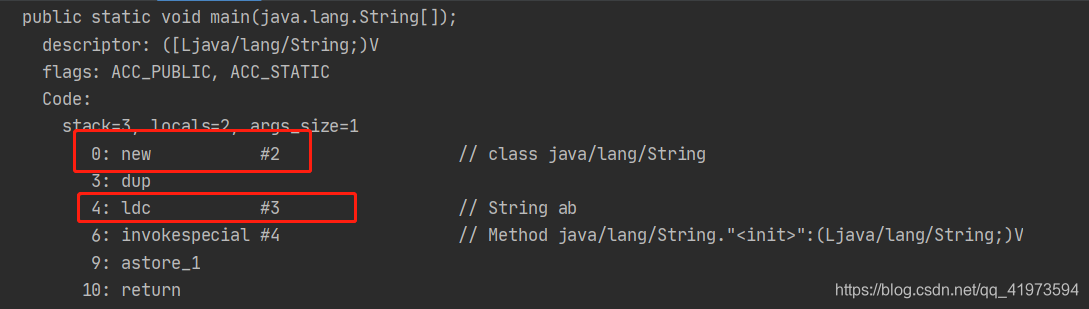 public static void main(java.lang.String[]);
descriptor: ([Ljava/lang/String;)V
flags: ACC_PUBLIC, ACC_STATIC
Code:
stack=3, locals=2, args_size=1
0: new #2 // class java/lang/String
3: dup
4: ldc #3 // String ab
6: invokespecial #4 // Method java/lang/String."<init>":(Ljava/lang/String;)V
9: astore_1
10: return
https://blog.csdn.net/qq_41973594